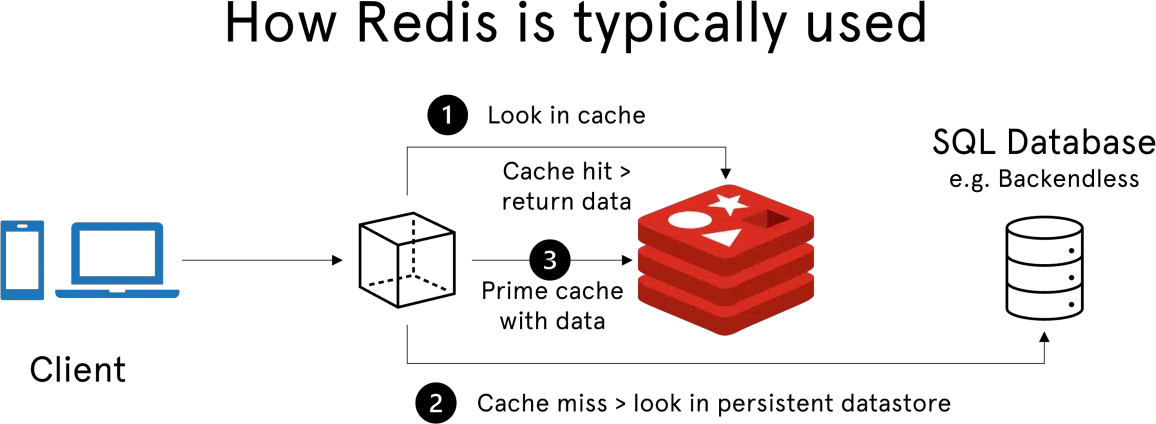 How Redis is typically used
1 Look in cache
Cache hit >
return data
SQL Database
e.g. Backendless
3
Prime cache
with data
Client
2 Cache miss > look in persistent datastore